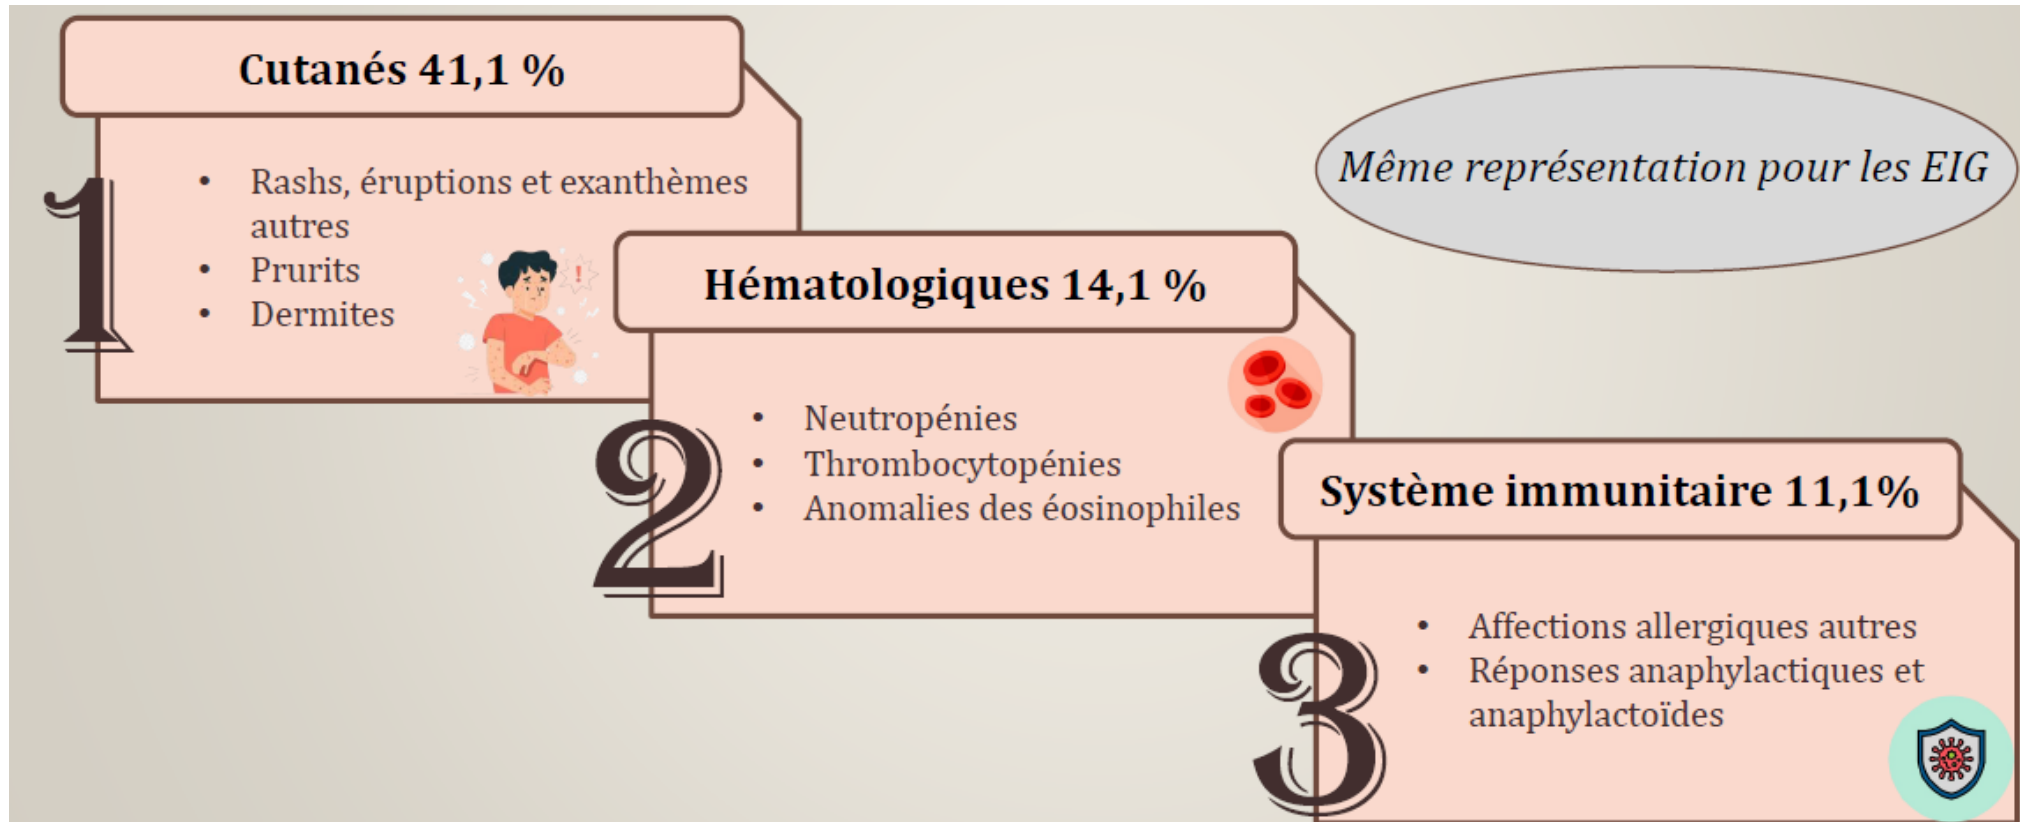 Cutanés 41,1 %
1
• Rashs, éruptions et exanthèmes
autres
• Prurits
• Dermites
!
Même représentation pour les EIG
Hématologiques 14,1 %
2
• Neutropénies
• Thrombocytopénies
• Anomalies des éosinophiles
Système immunitaire 11,1%
3
• Affections allergiques autres
• Réponses anaphylactiques et
anaphylactoïdes